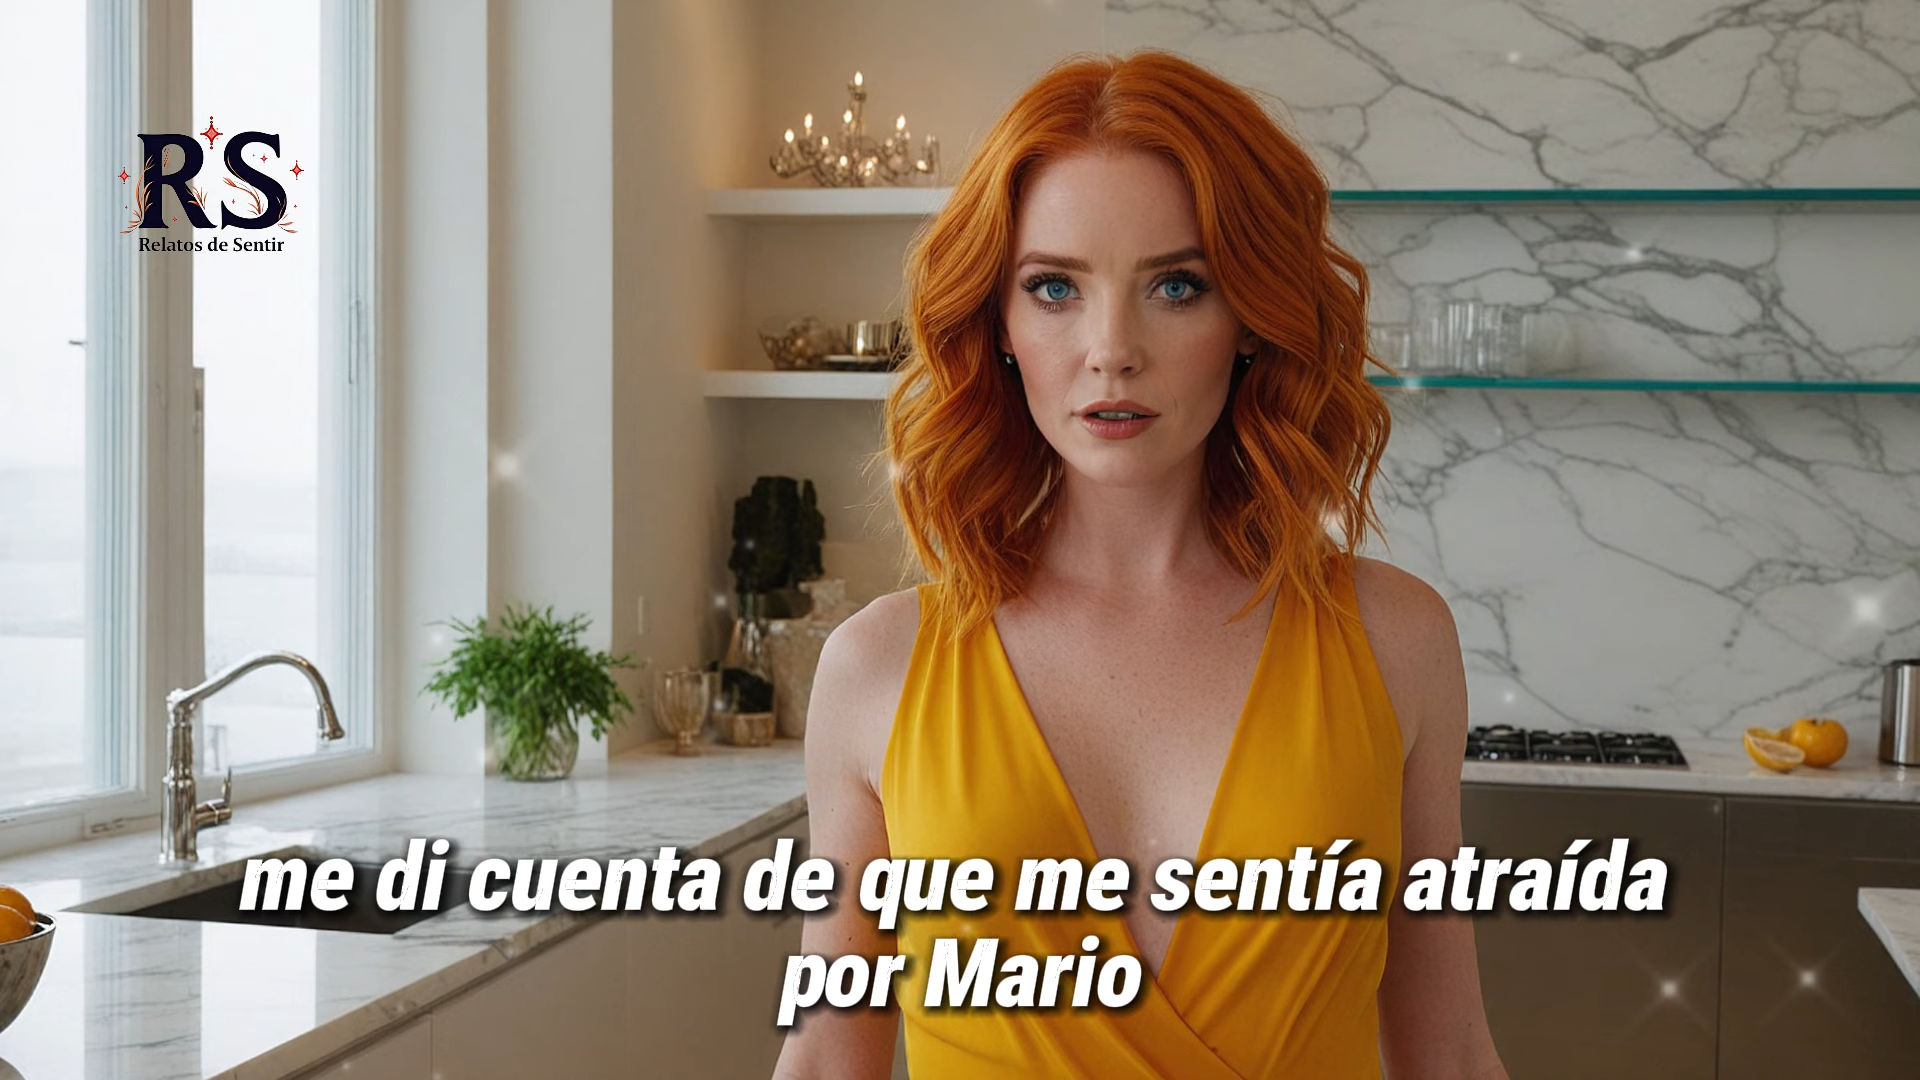 RS
Relatos de Sentir
me di cuenta de que me sentía atraída
por Mario